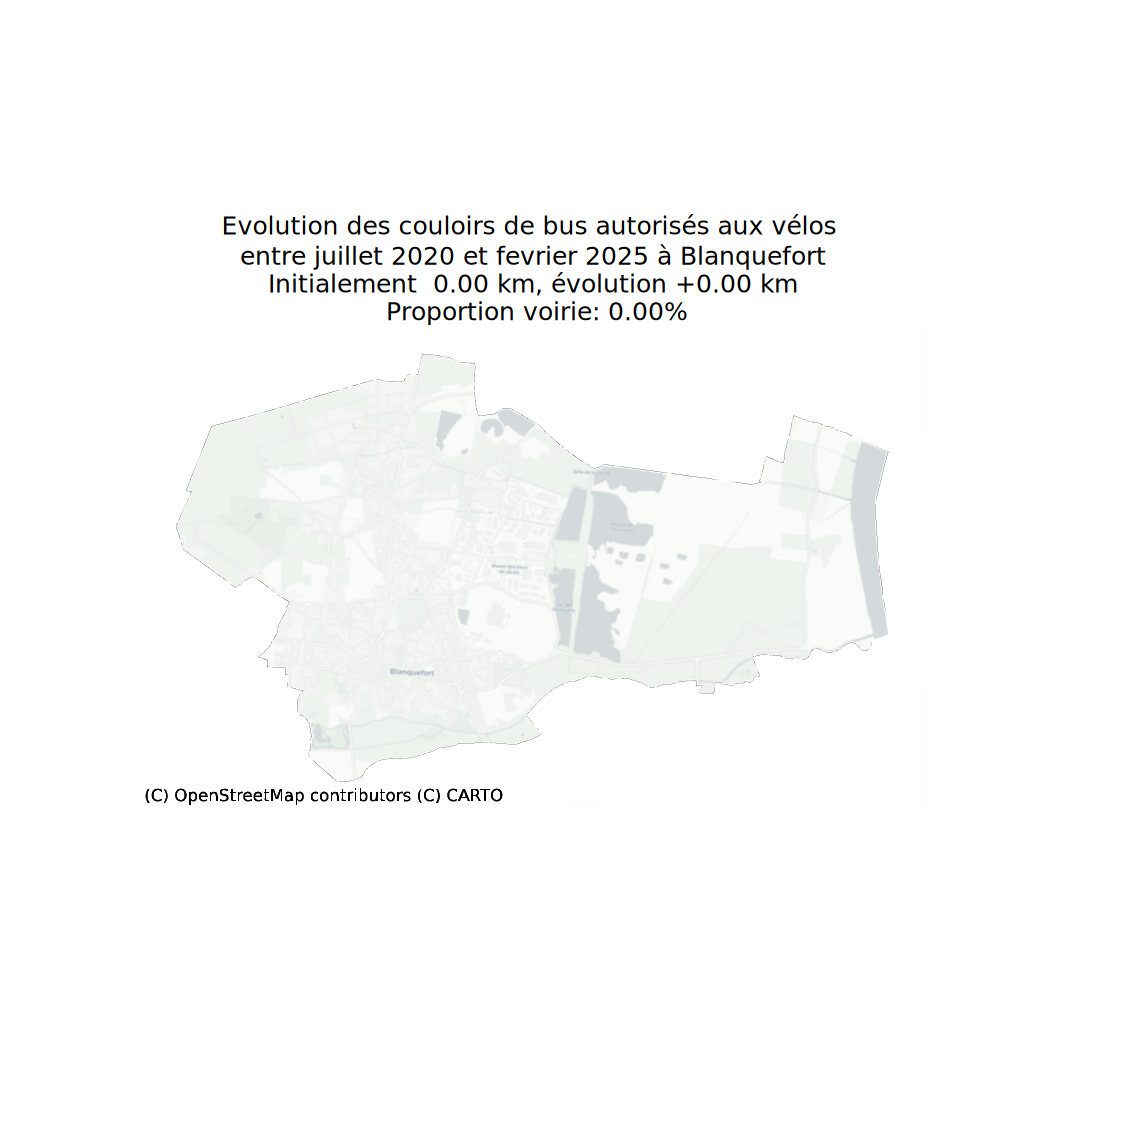 Evolution des couloirs de bus autorisés aux vélos
entre juillet 2020 et fevrier 2025 à Blanquefort
Initialement  0.00 km, évolution +0.00 km
Proportion voirie: 0.00%
Blanquefort
(C) OpenStreetMap contributors (C) CARTO